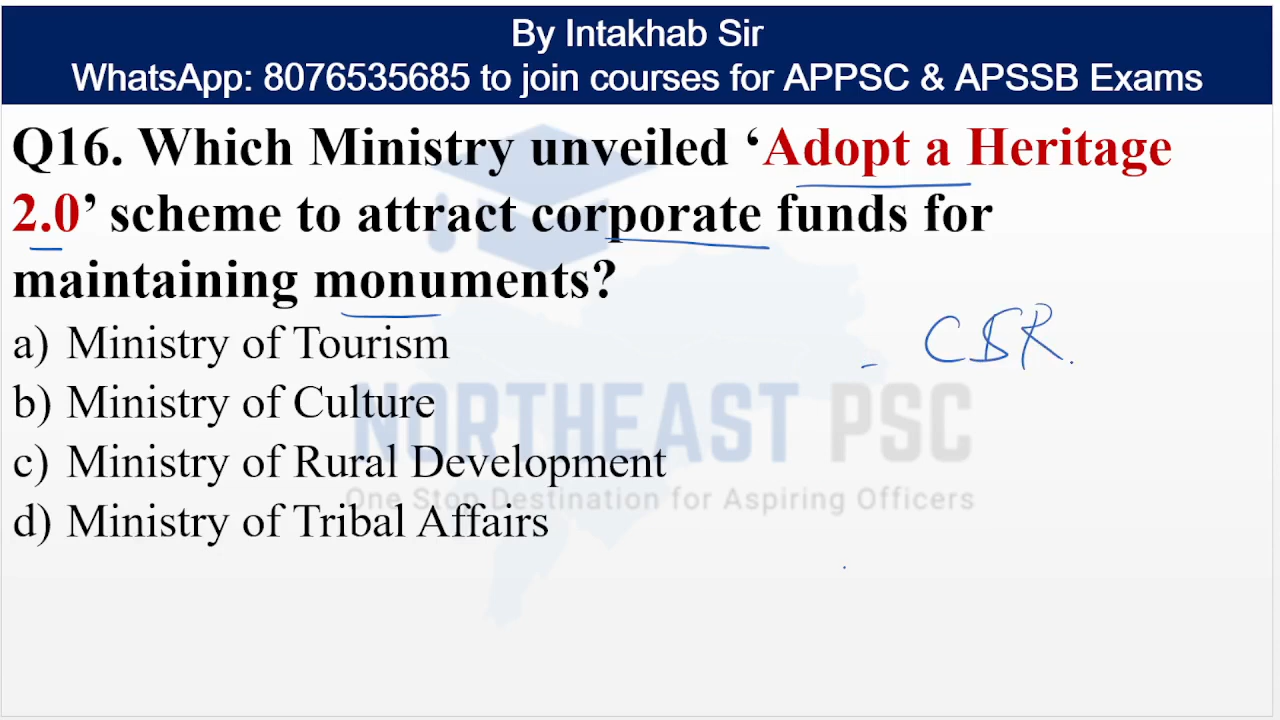 By Intakhab Sir
WhatsApp: 8076535685 to join courses for APPSC & APSSB Exams
Q16. Which Ministry unveiled ‘Adopt a Heritage
2.0’ scheme to attract corporate funds for
maintaining monuments?
a) Ministry of Tourism
- CSR.
b) Ministry of Culture
c) Ministry of Rural Development
d) Ministry of Tribal Affairs
NORTHEAST PSC
One Stop Destination for Aspiring Officers